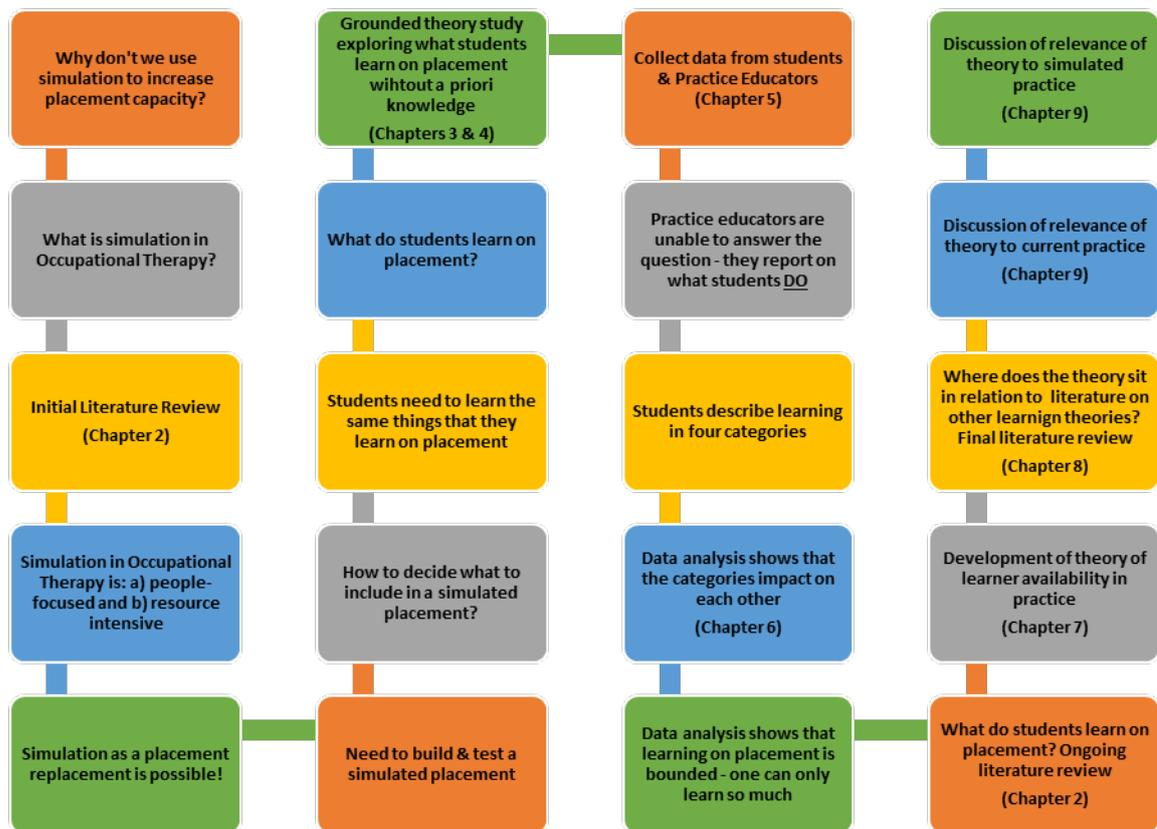 Why don't we use
simulation to increase
placement capacity?
What is simulation in
Occupational Therapy?
Initial Literature Review
(Chapter 2)
Simulation in Occupational
Therapy is: a) people-
focused and b) resource
intensive
Simulation as a placement
replacement is possible!
Need to build & test a
simulated placement
How to decide what to
include in a simulated
placement?
Students need to learn the
same things that they
learn on placement
What do students learn on
placement?
Grounded theory study
exploring what students
learn on placement
wihtout a priori
knowledge
(Chapters 3 & 4)
Collect data from students
& Practice Educators
(Chapter 5)
Practice educators are
unable to answer the
question - they report on
what students DO
Students describe learning
in four categories
Data analysis shows that
the categories impact on
each other
(Chapter 6)
Data analysis shows that
learning on placement is
bounded - one can only
learn so much
What do students learn on
placement? Ongoing
literature review
(Chapter 2)
Development of theory of
learner availability in
practice
(Chapter 7)
Where does the theory sit
in relation to literature on
other learnign theories?
Final literature review
(Chapter 8)
Discussion of relevance of
theory to current practice
(Chapter 9)
Discussion of relevance of
theory to simulated
practice
(Chapter 9)